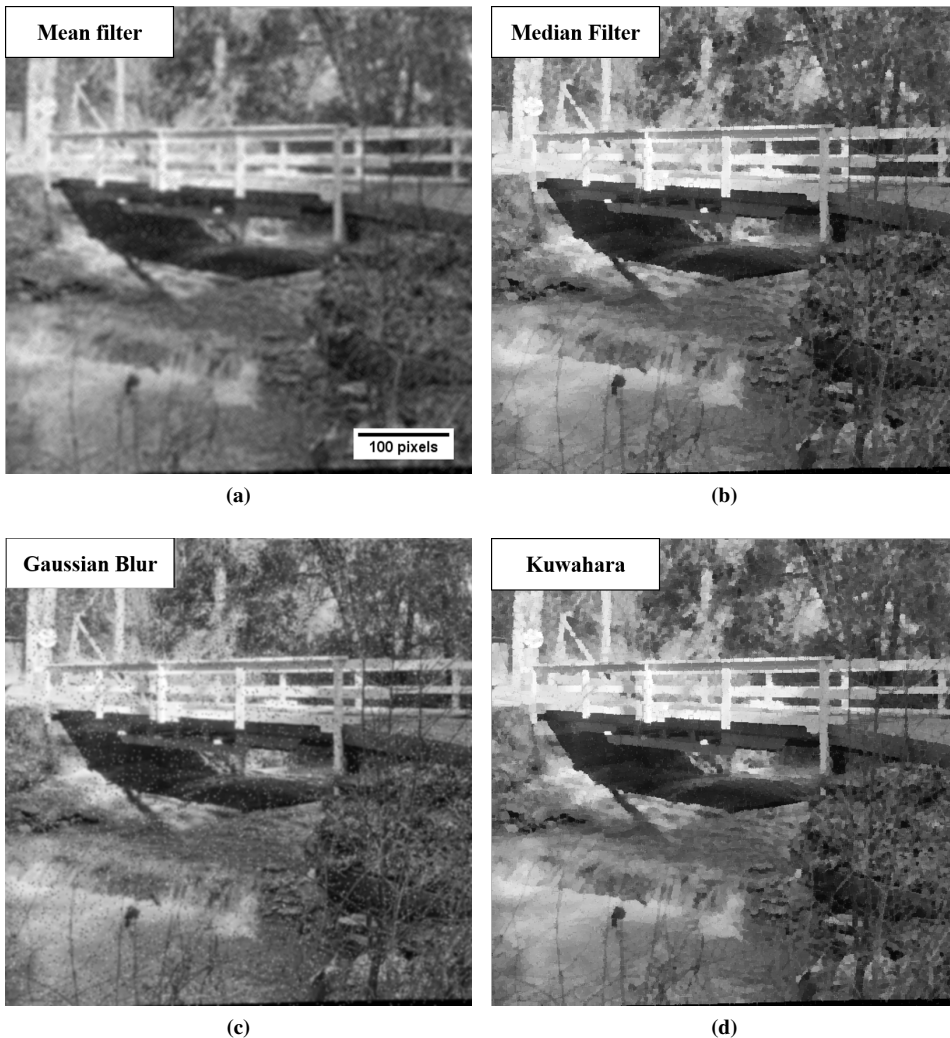 Mean filter
Median Filter
100 pixels
(a)
(b)
Gaussian Blur
Kuwahara
(c)
(d)